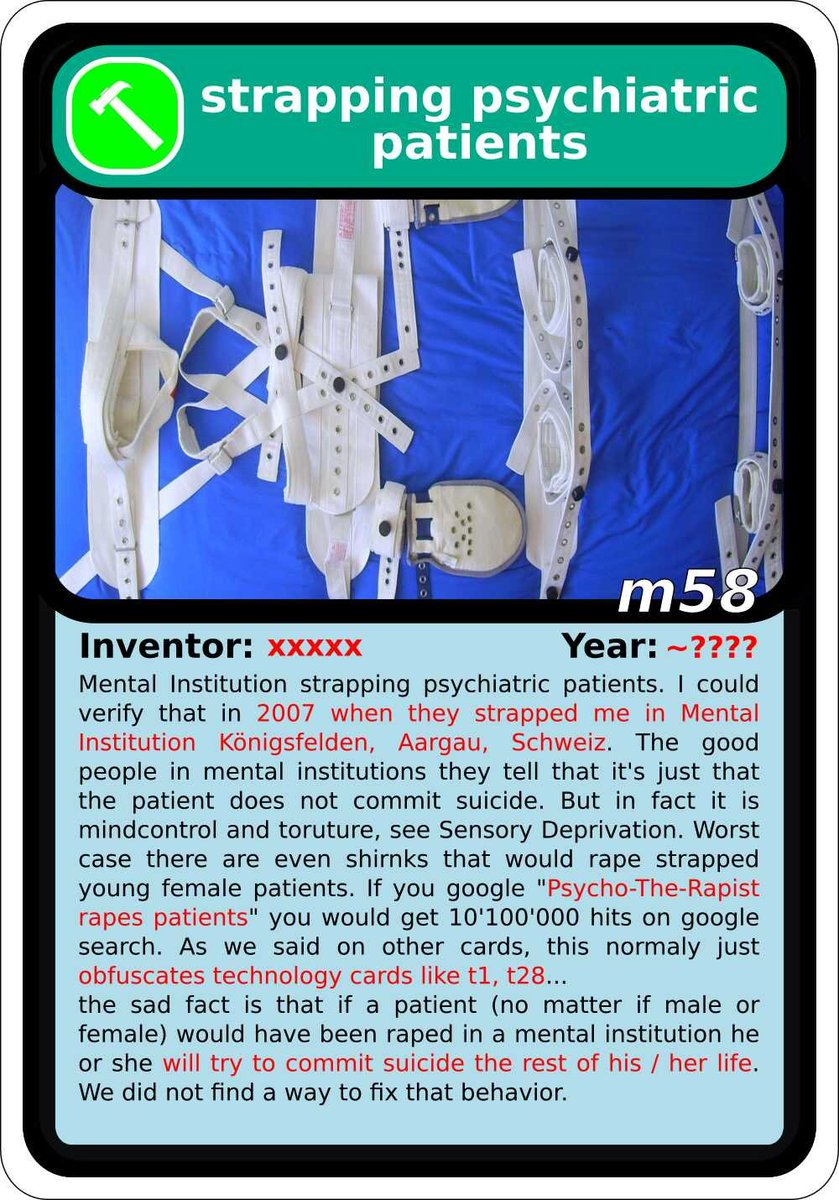 strapping psychiatric
patients
m58
Inventor: xxxxx Year: ~????
Mental Institution strapping psychiatric patients. I could
verify that in 2007 when they strapped me in Mental
Institution Königsfelden, Aargau, Schweiz. The good
people in mental institutions they tell that it's just that
the patient does not commit suicide. But in fact it is
mindcontrol and toruture, see Sensory Deprivation. Worst
case there are even shirnks that would rape strapped
young female patients. If you google "Psycho-The-Rapist
rapes patients" you would get 10'100'000 hits on google
search. As we said on other cards, this normaly just
obfuscates technology cards like t1, t28...
the sad fact is that if a patient (no matter if male or
female) would have been raped in a mental institution he
or she will try to commit suicide the rest of his / her life.
We did not find a way to fix that behavior.